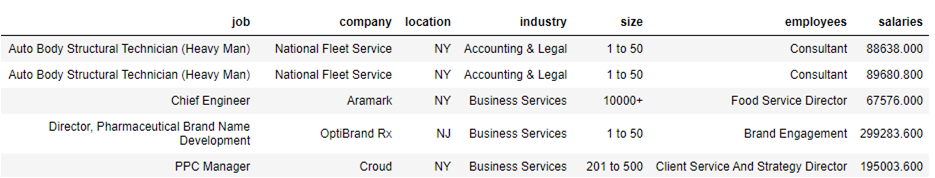 job company location industry size employees salaries
Auto Body Structural Technician (Heavy Man) National Fleet Service NY Accounting & Legal 1 to 50 Consultant 88638.000
Auto Body Structural Technician (Heavy Man) National Fleet Service NY Accounting & Legal 1 to 50 Consultant 89680.800
Chief Engineer Aramark NY Business Services 10000+ Food Service Director 67576.000
Director, Pharmaceutical Brand Name
Development OptiBrand Rx NJ Business Services 1 to 50 Brand Engagement 299283.600
PPC Manager Croud NY Business Services 201 to 500 Client Service And Strategy Director 195003.600